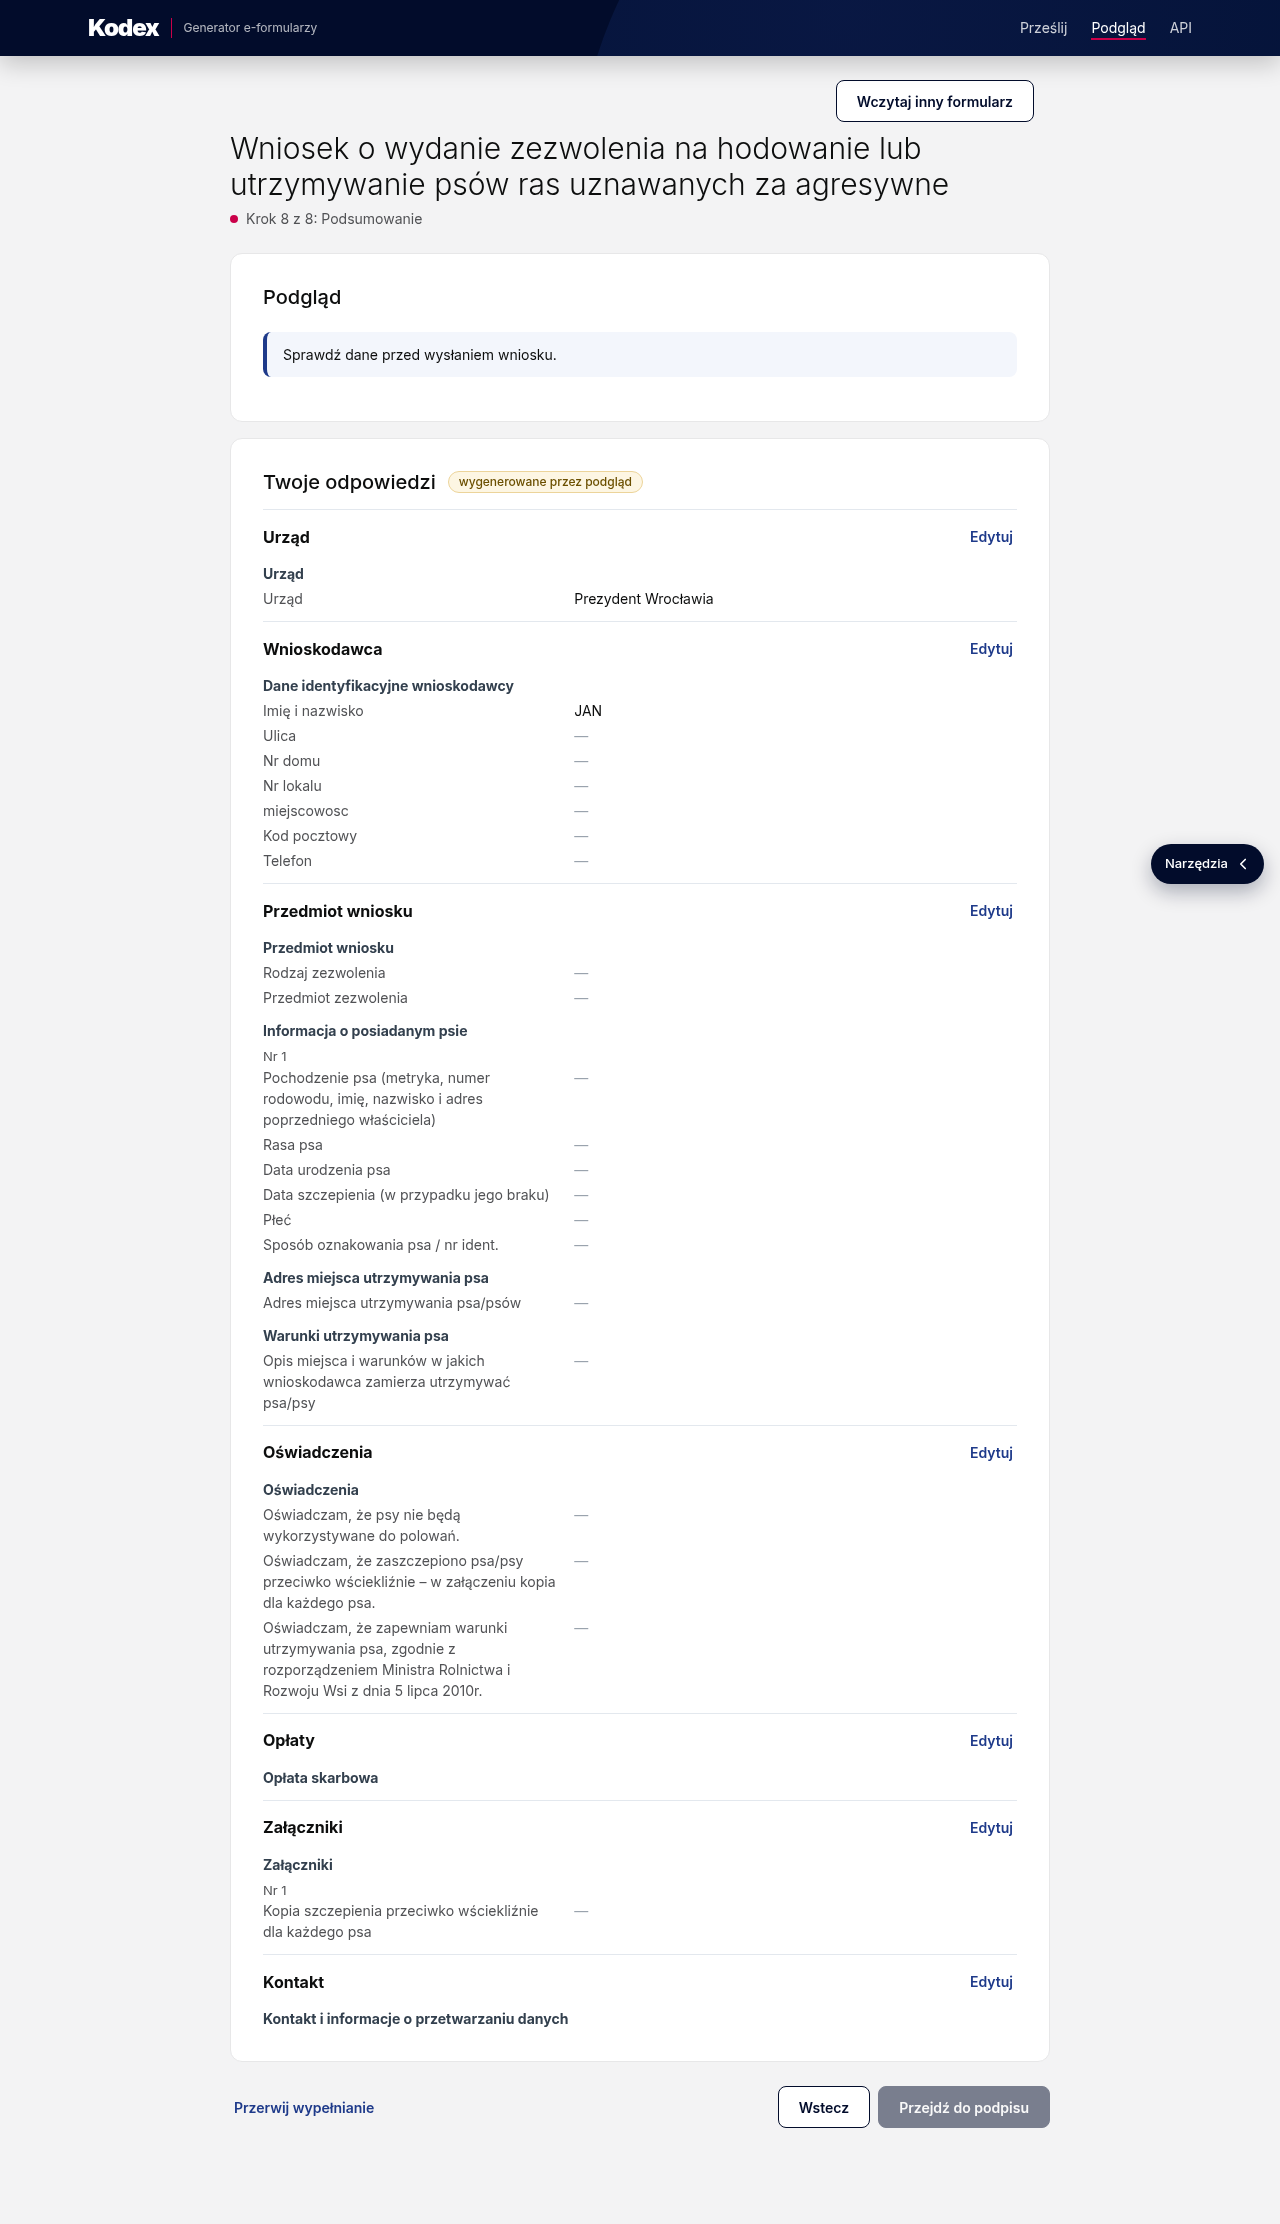 Kodex
Generator e-formularzy
Prześlij
Podgląd
API
Wczytaj inny formularz
Wniosek o wydanie zezwolenia na hodowanie lub
utrzymywanie psów ras uznawanych za agresywne
Krok 8 z 8: Podsumowanie
Podgląd
Sprawdź dane przed wysłaniem wniosku.
Twoje odpowiedzi
wygenerowane przez podgląd
Urząd
Edytuj
Urząd
Urząd
Prezydent Wrocławia
Wnioskodawca
Edytuj
Dane identyfikacyjne wnioskodawcy
Imię i nazwisko
JAN
Ulica
—
Nr domu
—
Nr lokalu
—
miejscowosc
—
Kod pocztowy
—
Telefon
—
Narzędzia
Przedmiot wniosku
Edytuj
Przedmiot wniosku
Rodzaj zezwolenia
—
Przedmiot zezwolenia
—
Informacja o posiadanym psie
Nr 1
Pochodzenie psa (metryka, numer
—
rodowodu, imię, nazwisko i adres
poprzedniego właściciela)
Rasa psa
—
Data urodzenia psa
—
Data szczepienia (w przypadku jego braku)
—
Płeć
—
Sposób oznakowania psa / nr ident.
—
Adres miejsca utrzymywania psa
Adres miejsca utrzymywania psa/psów
—
Warunki utrzymywania psa
Opis miejsca i warunków w jakich
—
wnioskodawca zamierza utrzymywać
psa/psy
Oświadczenia
Edytuj
Oświadczenia
Oświadczam, że psy nie będą
—
wykorzystywane do polowań.
Oświadczam, że zaszczepiono psa/psy
—
przeciwko wściekliźnie – w załączeniu kopia
dla każdego psa.
Oświadczam, że zapewniam warunki
—
utrzymywania psa, zgodnie z
rozporządzeniem Ministra Rolnictwa i
Rozwoju Wsi z dnia 5 lipca 2010r.
Opłaty
Edytuj
Opłata skarbowa
Załączniki
Edytuj
Załączniki
Nr 1
Kopia szczepienia przeciwko wściekliźnie
—
dla każdego psa
Kontakt
Edytuj
Kontakt i informacje o przetwarzaniu danych
Przerwij wypełnianie
Wstecz
Przejdź do podpisu